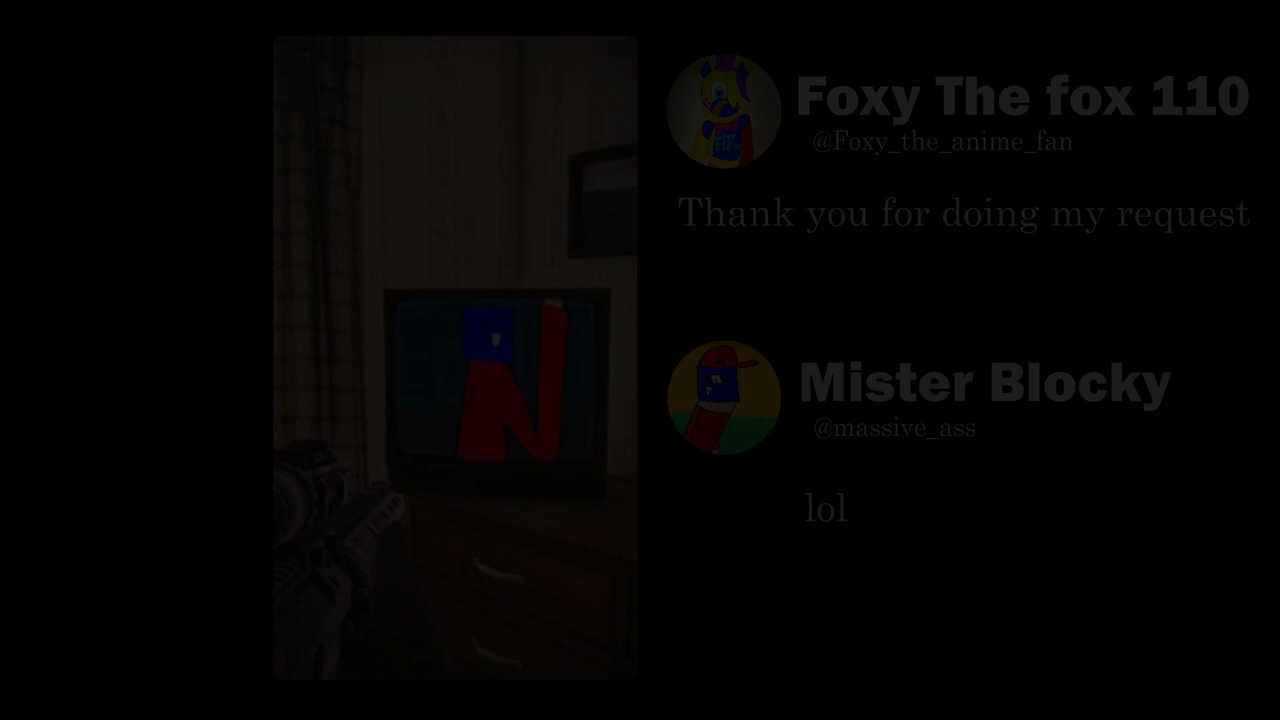 Foxy The fox 110
@Foxy_the_anime_fan
Thank you for doing my request
Mister Blocky
@massive_ass
lol